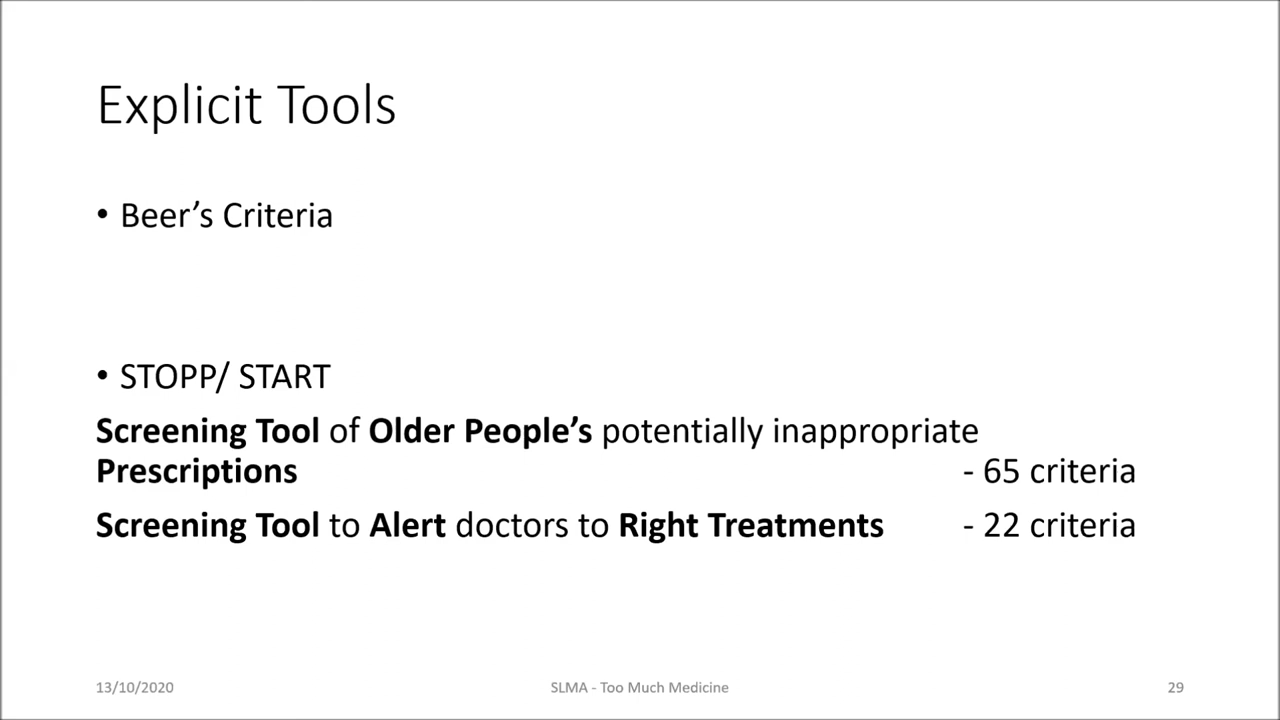 Explicit Tools
• Beer’s Criteria
• STOPP/ START
Screening Tool of Older People’s potentially inappropriate
Prescriptions - 65 criteria
Screening Tool to Alert doctors to Right Treatments - 22 criteria
13/10/2020 SLMA - Too Much Medicine 29